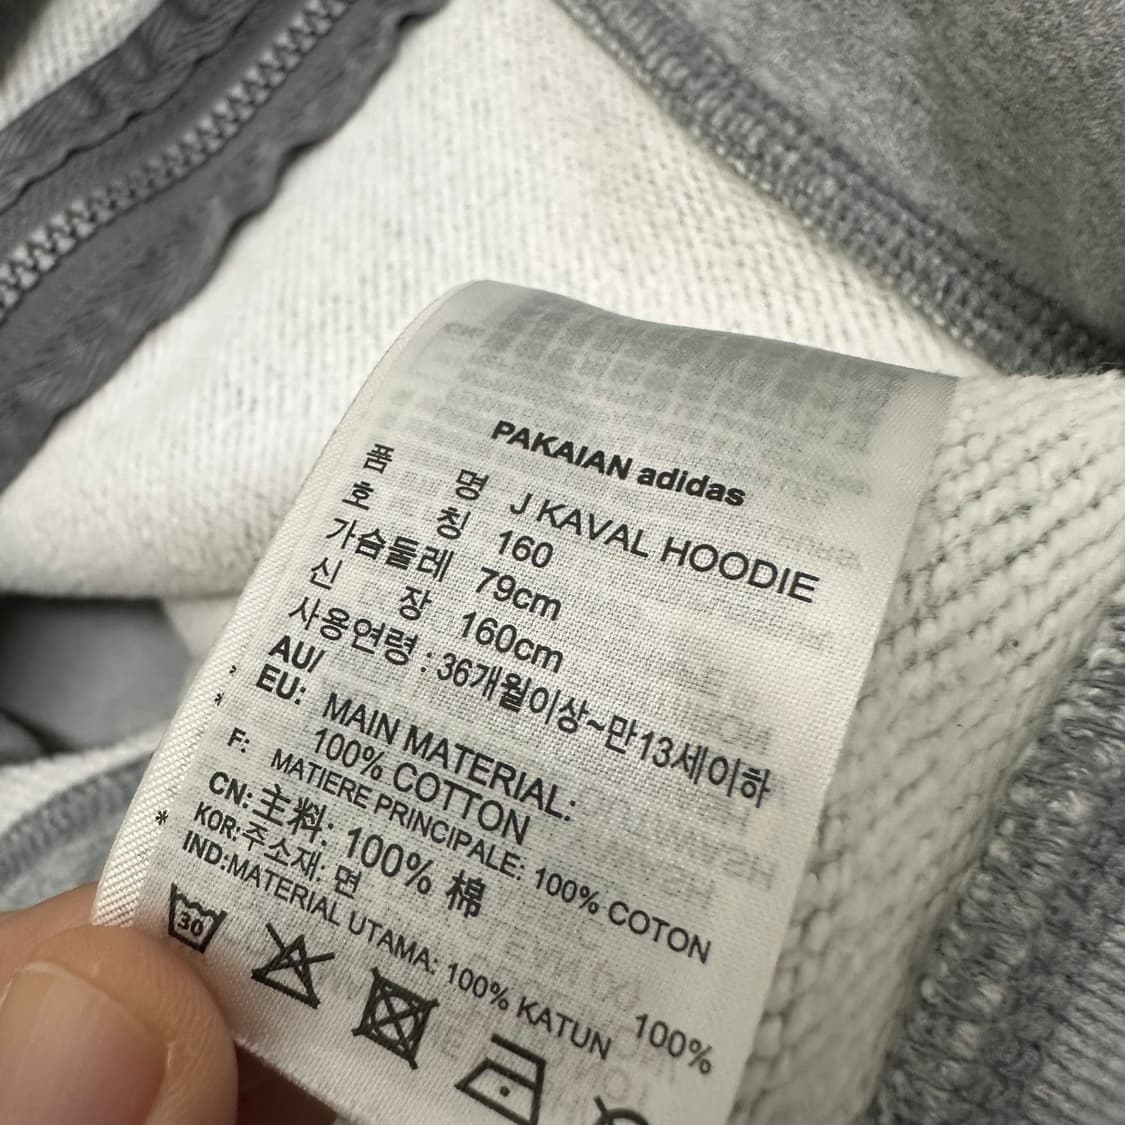 PAKAIAN adidas
품 명 J KAVAL HOODIE
호 칭 160
가슴둘레 79cm
신 장 160cm
사용연령 : 36개월이상~만13세이하
AU/
EU: MAIN MATERIAL:
100% COTTON
F: MATIERE PRINCIPALE: 100% COTON
CN: 主料: 100% 棉
KOR:주소재: 면 100%
IND:MATERIAL UTAMA: 100% KATUN
30